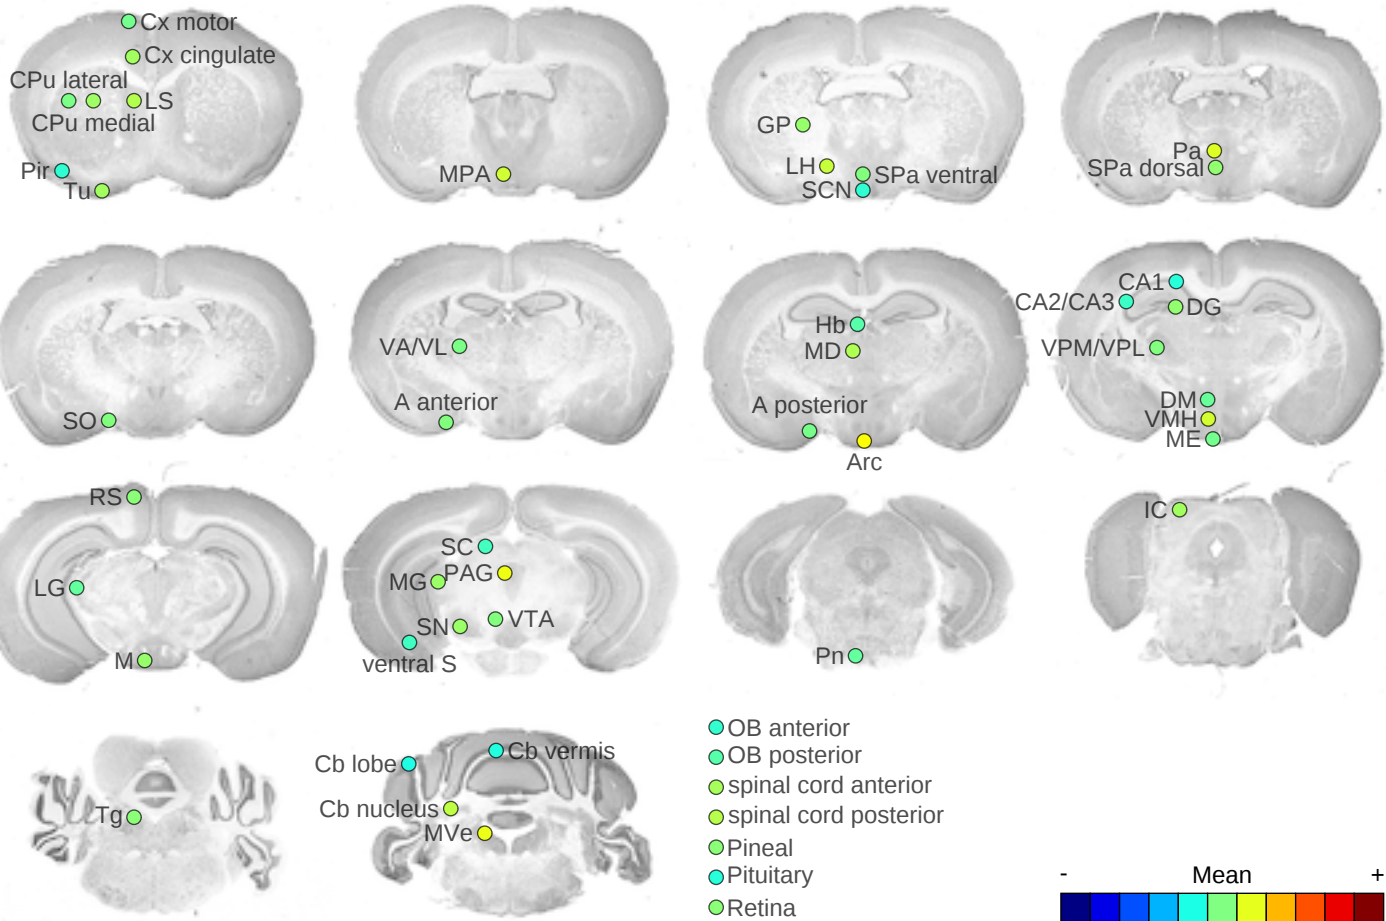 Cx motor
Cx cingulate
CPu lateral
LS
CPu medial
Pir
Tu
MPA
GP
LH
SPa ventral
SCN
Pa
SPa dorsal
SO
VA/VL
A anterior
Hb
MD
A posterior
Arc
CA1
CA2/CA3
DG
VPM/VPL
DM
VMH
ME
RS
LG
M
SC
PAG
MG
SN
VTA
ventral S
Pn
IC
Tg
Cb lobe
Cb vermis
Cb nucleus
MVe
OB anterior
OB posterior
spinal cord anterior
spinal cord posterior
Pineal
Pituitary
Retina
- Mean +